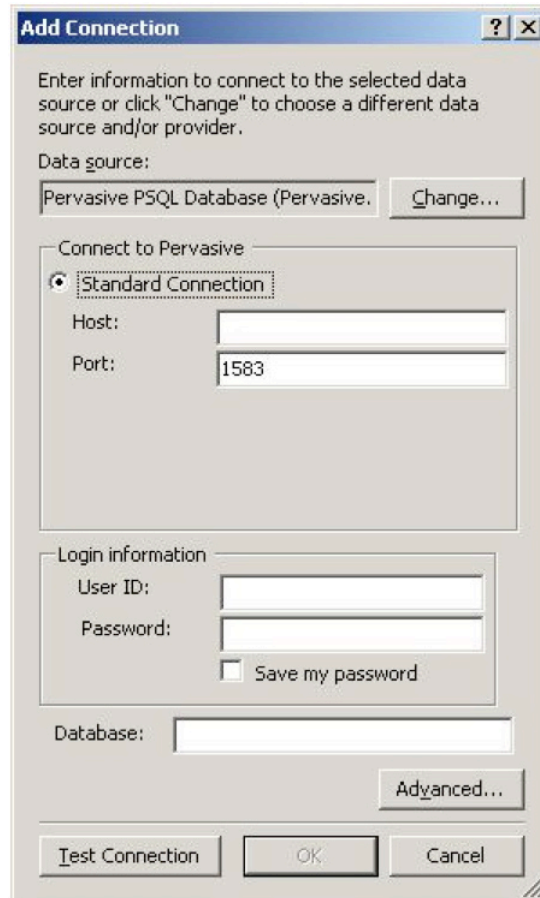 Add Connection
Enter information to connect to the selected data
source or click "Change" to choose a different data
source and/or provider.
Data source:
Pervasive PSQL Database (Pervasive.
Change...
Connect to Pervasive
Standard Connection
Host:
Port: 1583
Login information
User ID:
Password:
Save my password
Database:
Advanced...
Test Connection OK Cancel